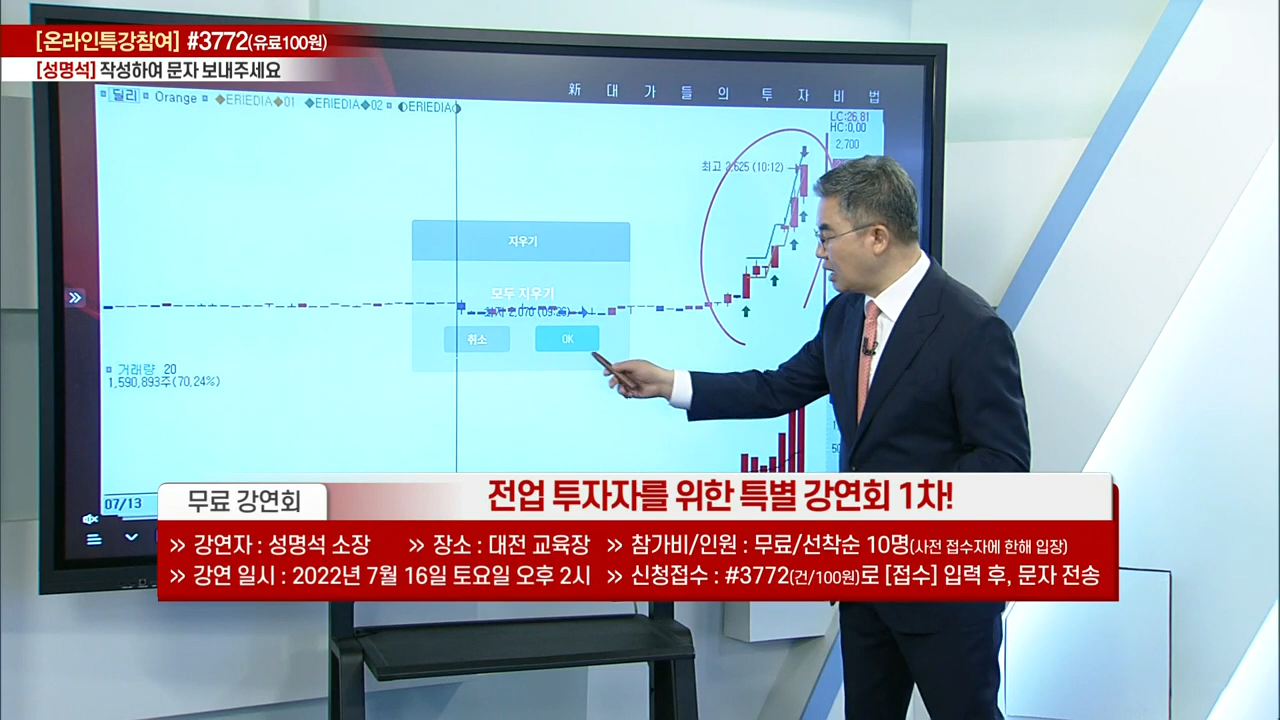 [온라인특강참여] #3772(유료100원)
[성명석] 작성하여 문자 보내주세요
新 대 가 들 의 투 자 비 법
딜리 Orange ◆ERIEDIA◆01 ◆ERIEDIA◆02 ◐ERIEDIA◑
LC:26,81
HC:0,00
2,700
최고 2,625 (10:12)
지우기
모두 지우기
최저 2,070 (09:26)
취소 OK
거래량 20
1,590,893주(70,24%)
07/13
무료 강연회
전업 투자자를 위한 특별 강연회 1차!
» 강연자 : 성명석 소장 » 장소 : 대전 교육장 » 참가비/인원 : 무료/선착순 10명(사전 접수자에 한해 입장)
» 강연 일시 : 2022년 7월 16일 토요일 오후 2시 » 신청접수 : #3772(건/100원)로 [접수] 입력 후, 문자 전송